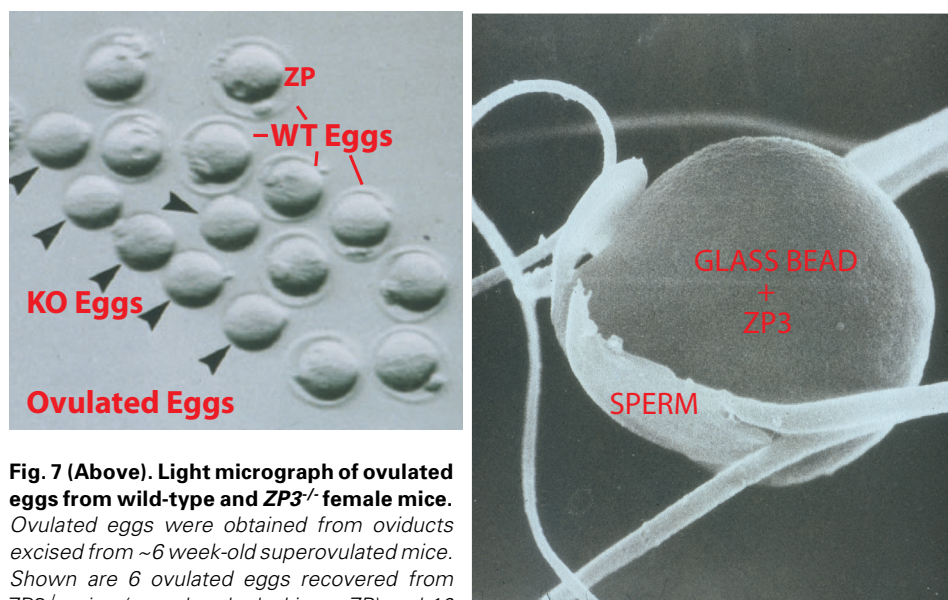 ZP
WT Eggs
KO Eggs
Ovulated Eggs
GLASS BEAD
+
ZP3
SPERM
Fig. 7 (Above). Light micrograph of ovulated
eggs from wild-type and ZP3-/- female mice.
Ovulated eggs were obtained from oviducts
excised from ~6 week-old superovulated mice.
Shown are 6 ovulated eggs recovered from